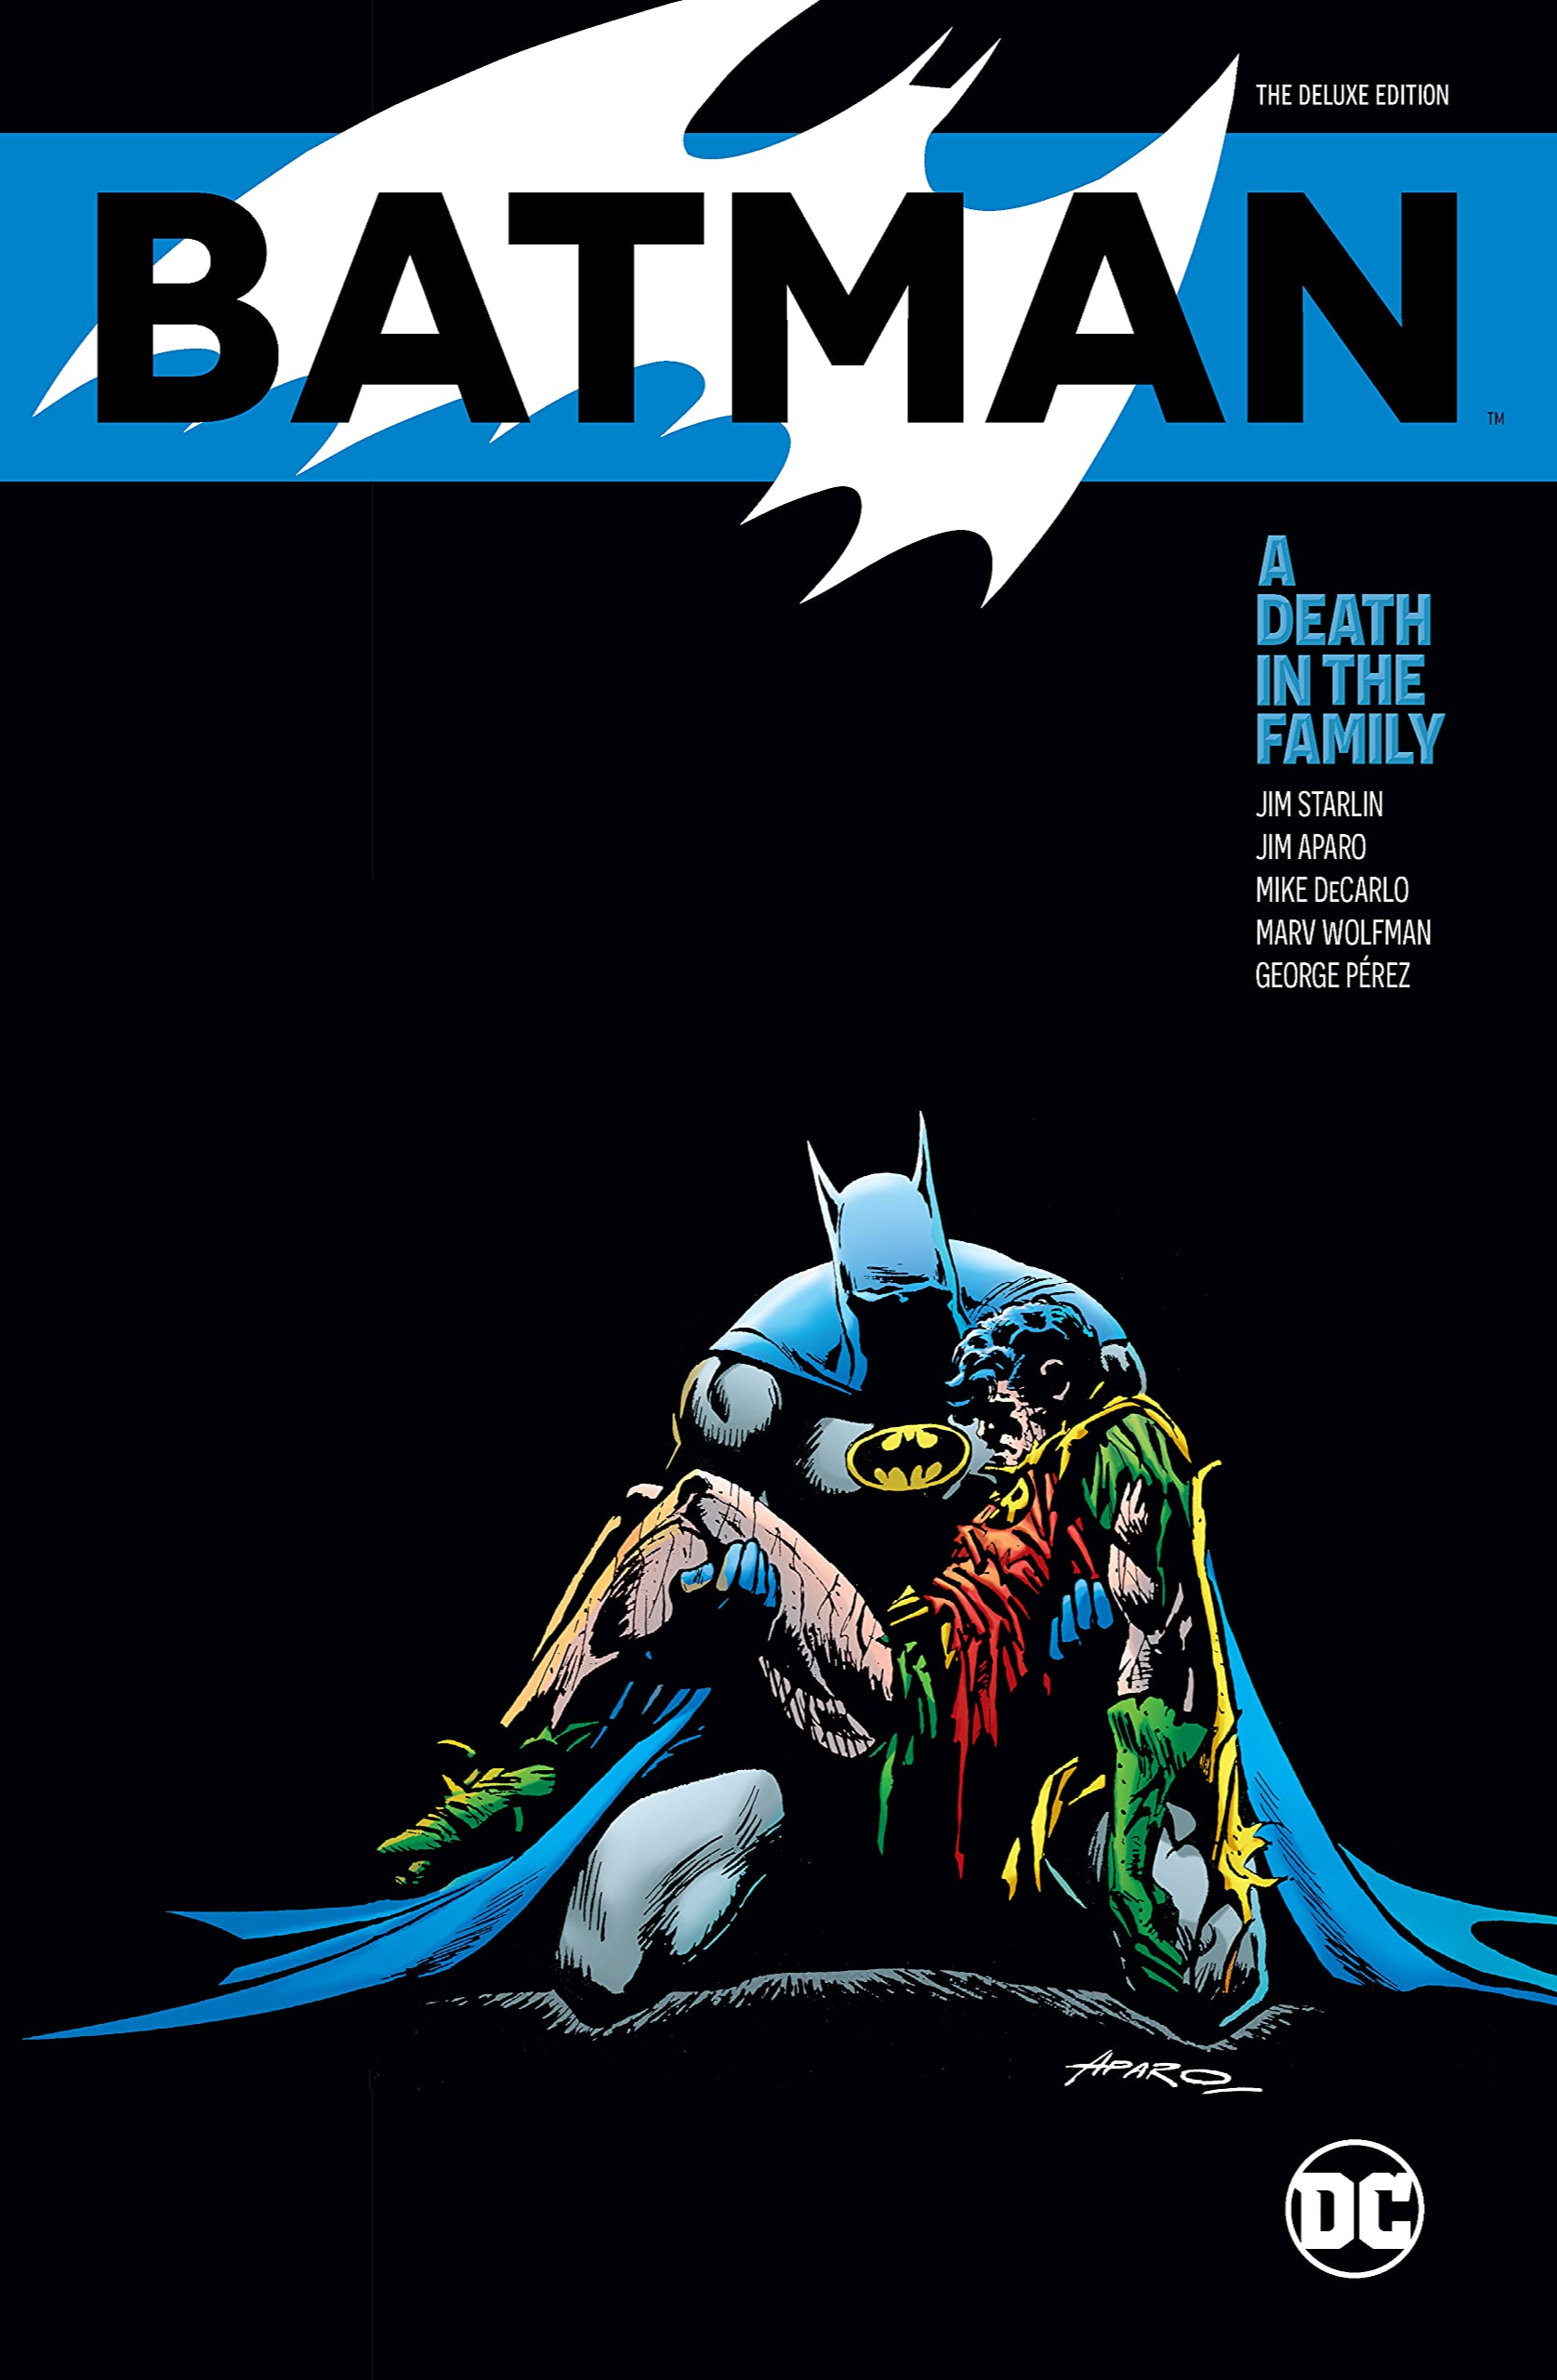 THE DELUXE EDITION
BATMAN
TM
A
DEATH
IN THE
FAMILY
JIM STARLIN
JIM APARO
MIKE DeCARLO
MARV WOLFMAN
GEORGE PÉREZ
R
APARO
DC